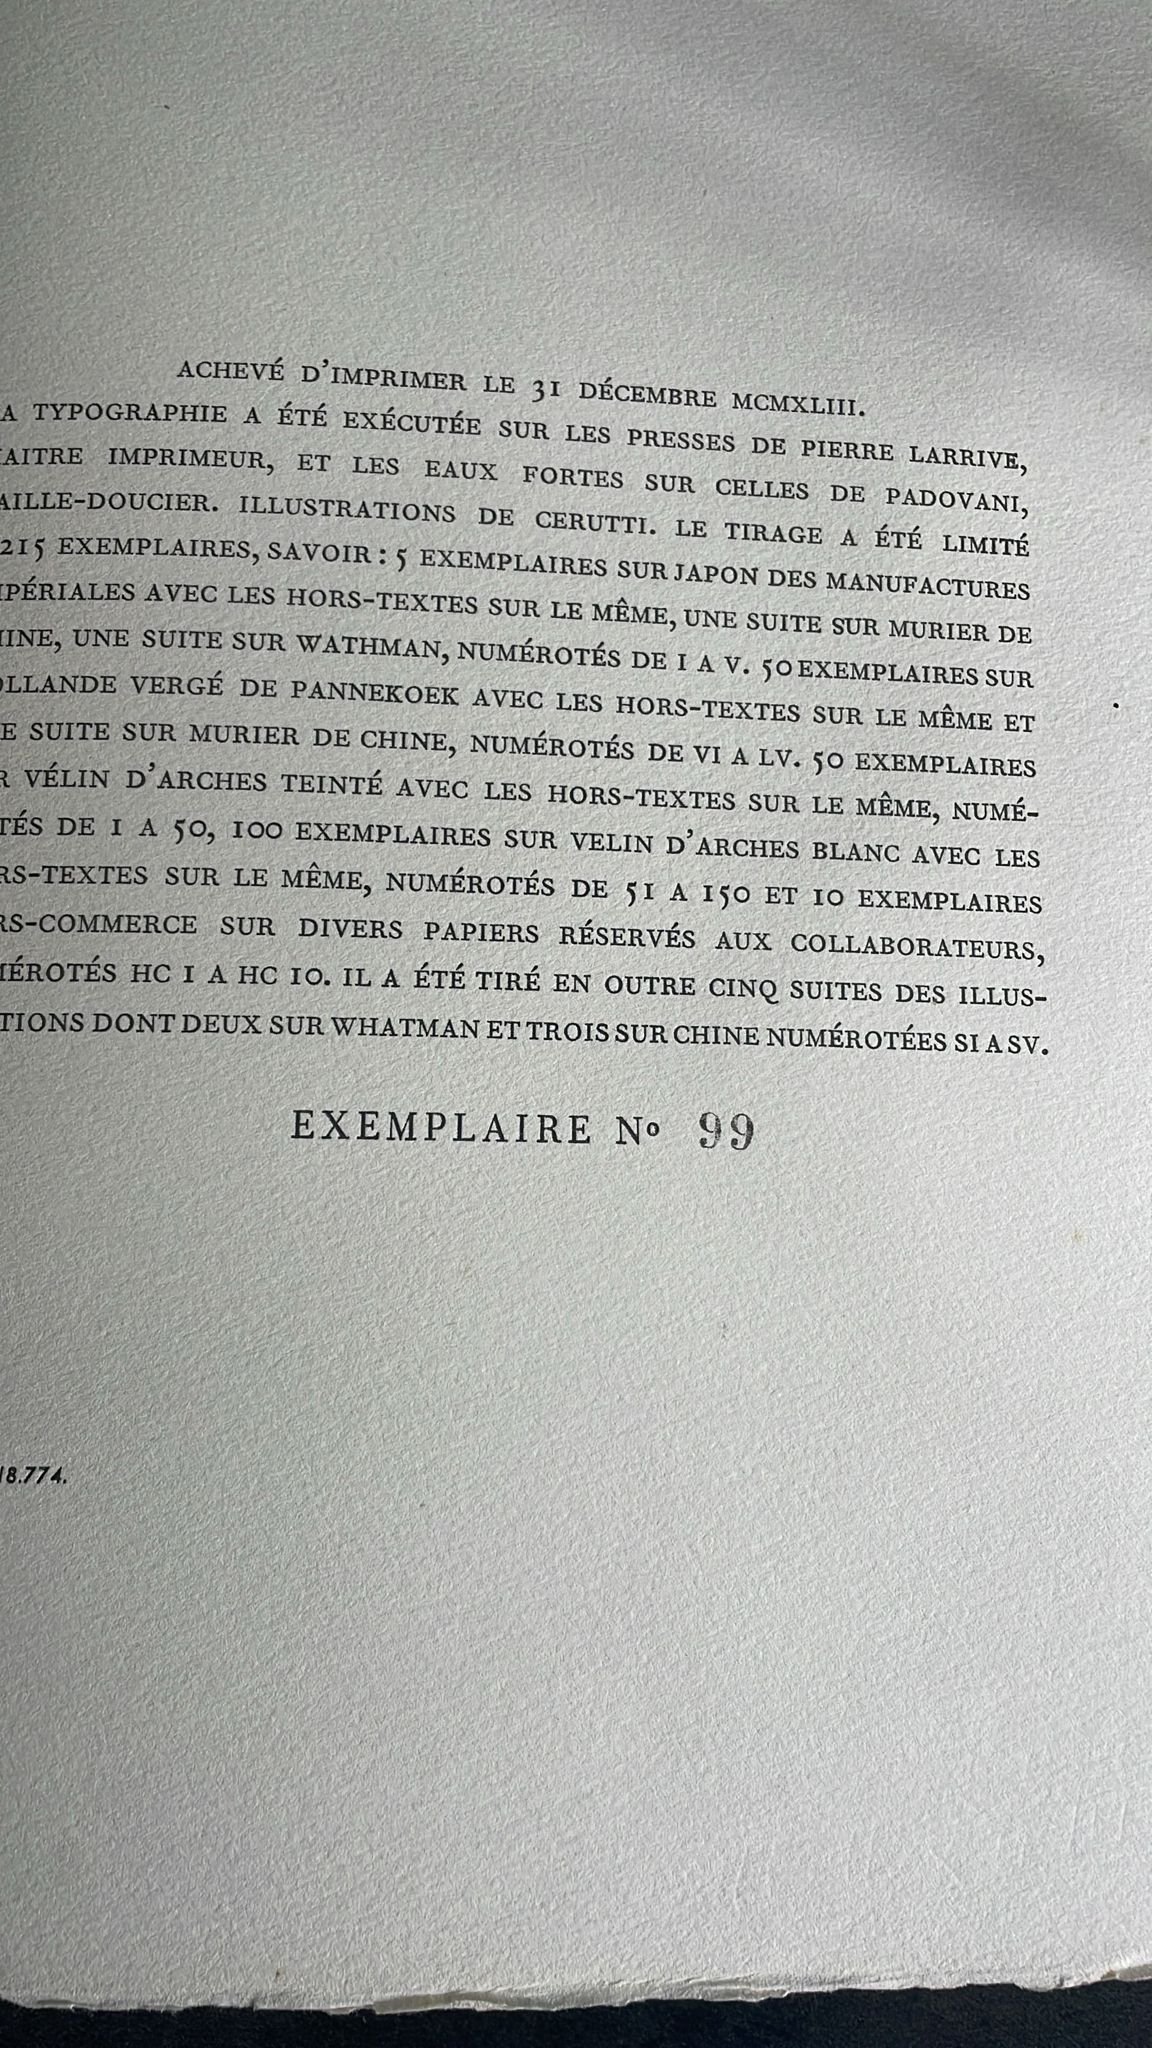 ACHEVÉ D'IMPRIMER LE 31 DÉCEMBRE MCMXLIII.
A TYPOGRAPHIE A ÉTÉ EXÉCUTÉE SUR LES PRESSES DE PIERRE LARRIVE,
AITRE IMPRIMEUR, ET LES EAUX FORTES SUR CELLES DE PADOVANI,
AILLE-DOUCIER. ILLUSTRATIONS DE CERUTTI. LE TIRAGE A ÉTÉ LIMITÉ
215 EXEMPLAIRES, SAVOIR : 5 EXEMPLAIRES SUR JAPON DES MANUFACTURES
PÉRIALES AVEC LES HORS-TEXTES SUR LE MÊME, UNE SUITE SUR MURIER DE
INE, UNE SUITE SUR WATHMAN, NUMÉROTÉS DE I A V. 50 EXEMPLAIRES SUR
OLLANDE VERGÉ DE PANNEKOEK AVEC LES HORS-TEXTES SUR LE MÊME ET
E SUITE SUR MURIER DE CHINE, NUMÉROTÉS DE VI A LV. 50 EXEMPLAIRES
R VÉLIN D'ARCHES TEINTÉ AVEC LES HORS-TEXTES SUR LE MÊME, NUMÉ-
TÉS DE 1 A 50, 100 EXEMPLAIRES SUR VELIN D'ARCHES BLANC AVEC LES
RS-TEXTES SUR LE MÊME, NUMÉROTÉS DE 51 A 150 ET 10 EXEMPLAIRES
RS-COMMERCE SUR DIVERS PAPIERS RÉSERVÉS AUX COLLABORATEURS,
MÉROTÉS HC 1 A HC 10. IL A ÉTÉ TIRÉ EN OUTRE CINQ SUITES DES ILLUS-
TIONS DONT DEUX SUR WHATMAN ET TROIS SUR CHINE NUMÉROTÉES SI A SV.
EXEMPLAIRE Nº 99
18.774.